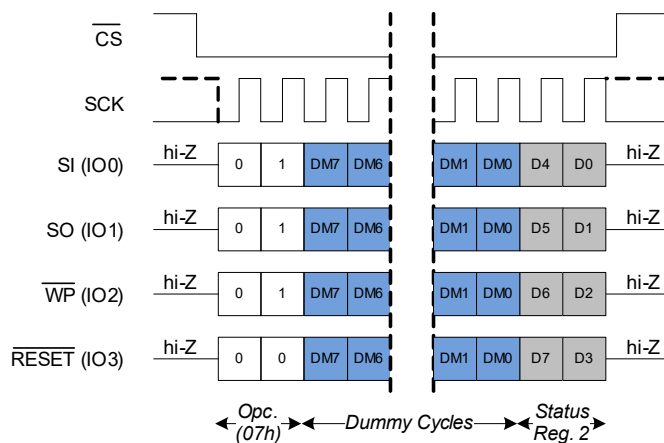 CS
SCK
hi-Z hi-Z
SI (IO0) 0 1 DM7 DM6 DM1 DM0 D4 D0
hi-Z hi-Z
SO (IO1) 0 1 DM7 DM6 DM1 DM0 D5 D1
hi-Z hi-Z
WP (IO2) 0 1 DM7 DM6 DM1 DM0 D6 D2
hi-Z hi-Z
RESET (IO3) 0 0 DM7 DM6 DM1 DM0 D7 D3
Opc. Dummy Cycles Status
(07h) Reg. 2